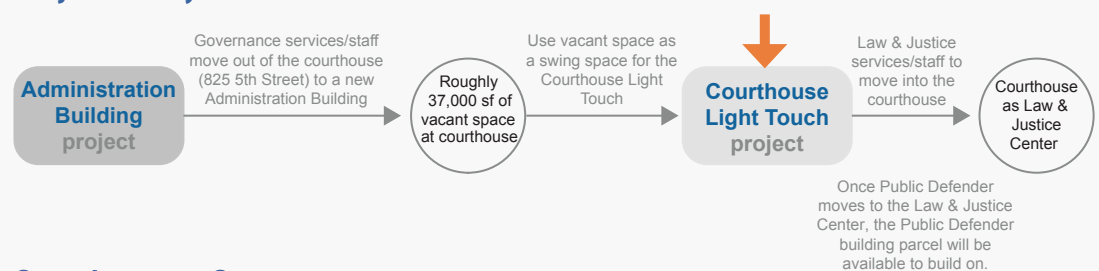 Governance services/staff
move out of the courthouse
(825 5th Street) to a new
Administration Building
Use vacant space as
a swing space for the
Courthouse Light
Touch
Law & Justice
services/staff to
move into the
courthouse
Administration
Building
project
Roughly
37,000 sf of
vacant space
at courthouse
Courthouse
Light Touch
project
Courthouse
as Law &
Justice
Center
Once Public Defender
moves to the Law & Justice
Center, the Public Defender
building parcel will be
available to build on.